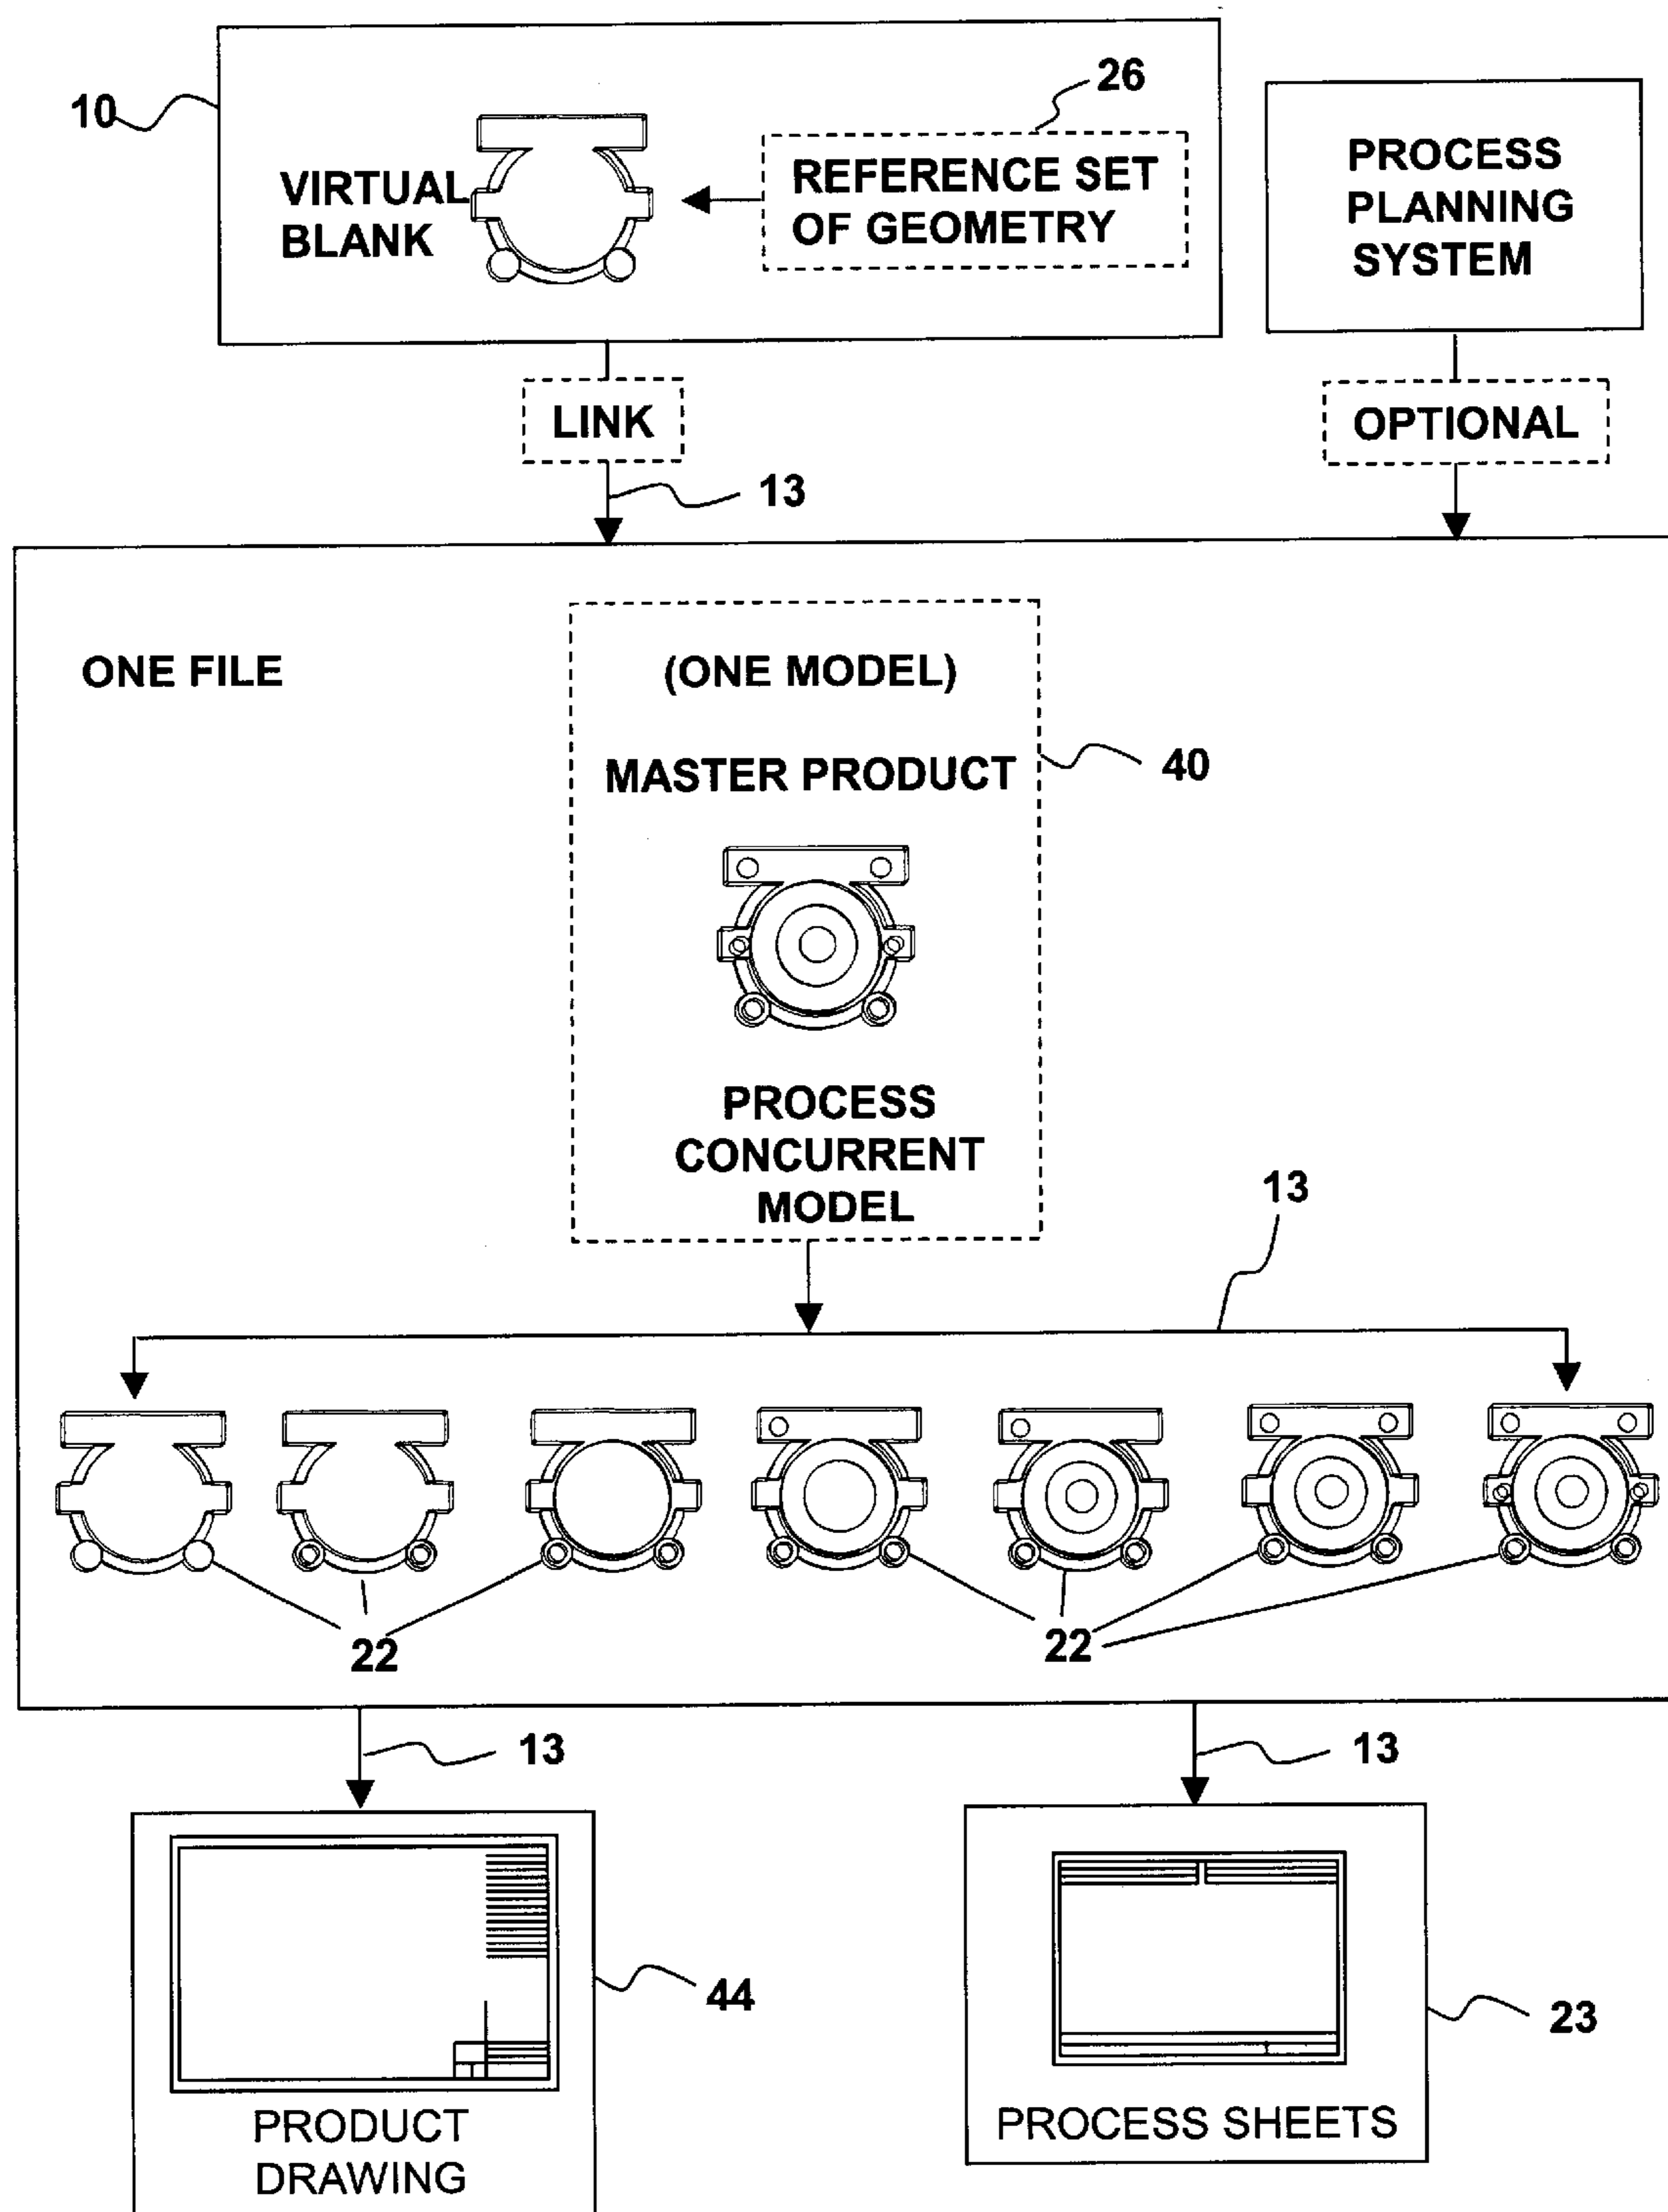 10
VIRTUAL
BLANK
26
REFERENCE SET
OF GEOMETRY
PROCESS
PLANNING
SYSTEM
LINK
OPTIONAL
13
ONE FILE
(ONE MODEL)
MASTER PRODUCT
40
PROCESS
CONCURRENT
MODEL
13
22
22
13
13
44
23
PRODUCT
DRAWING
PROCESS SHEETS